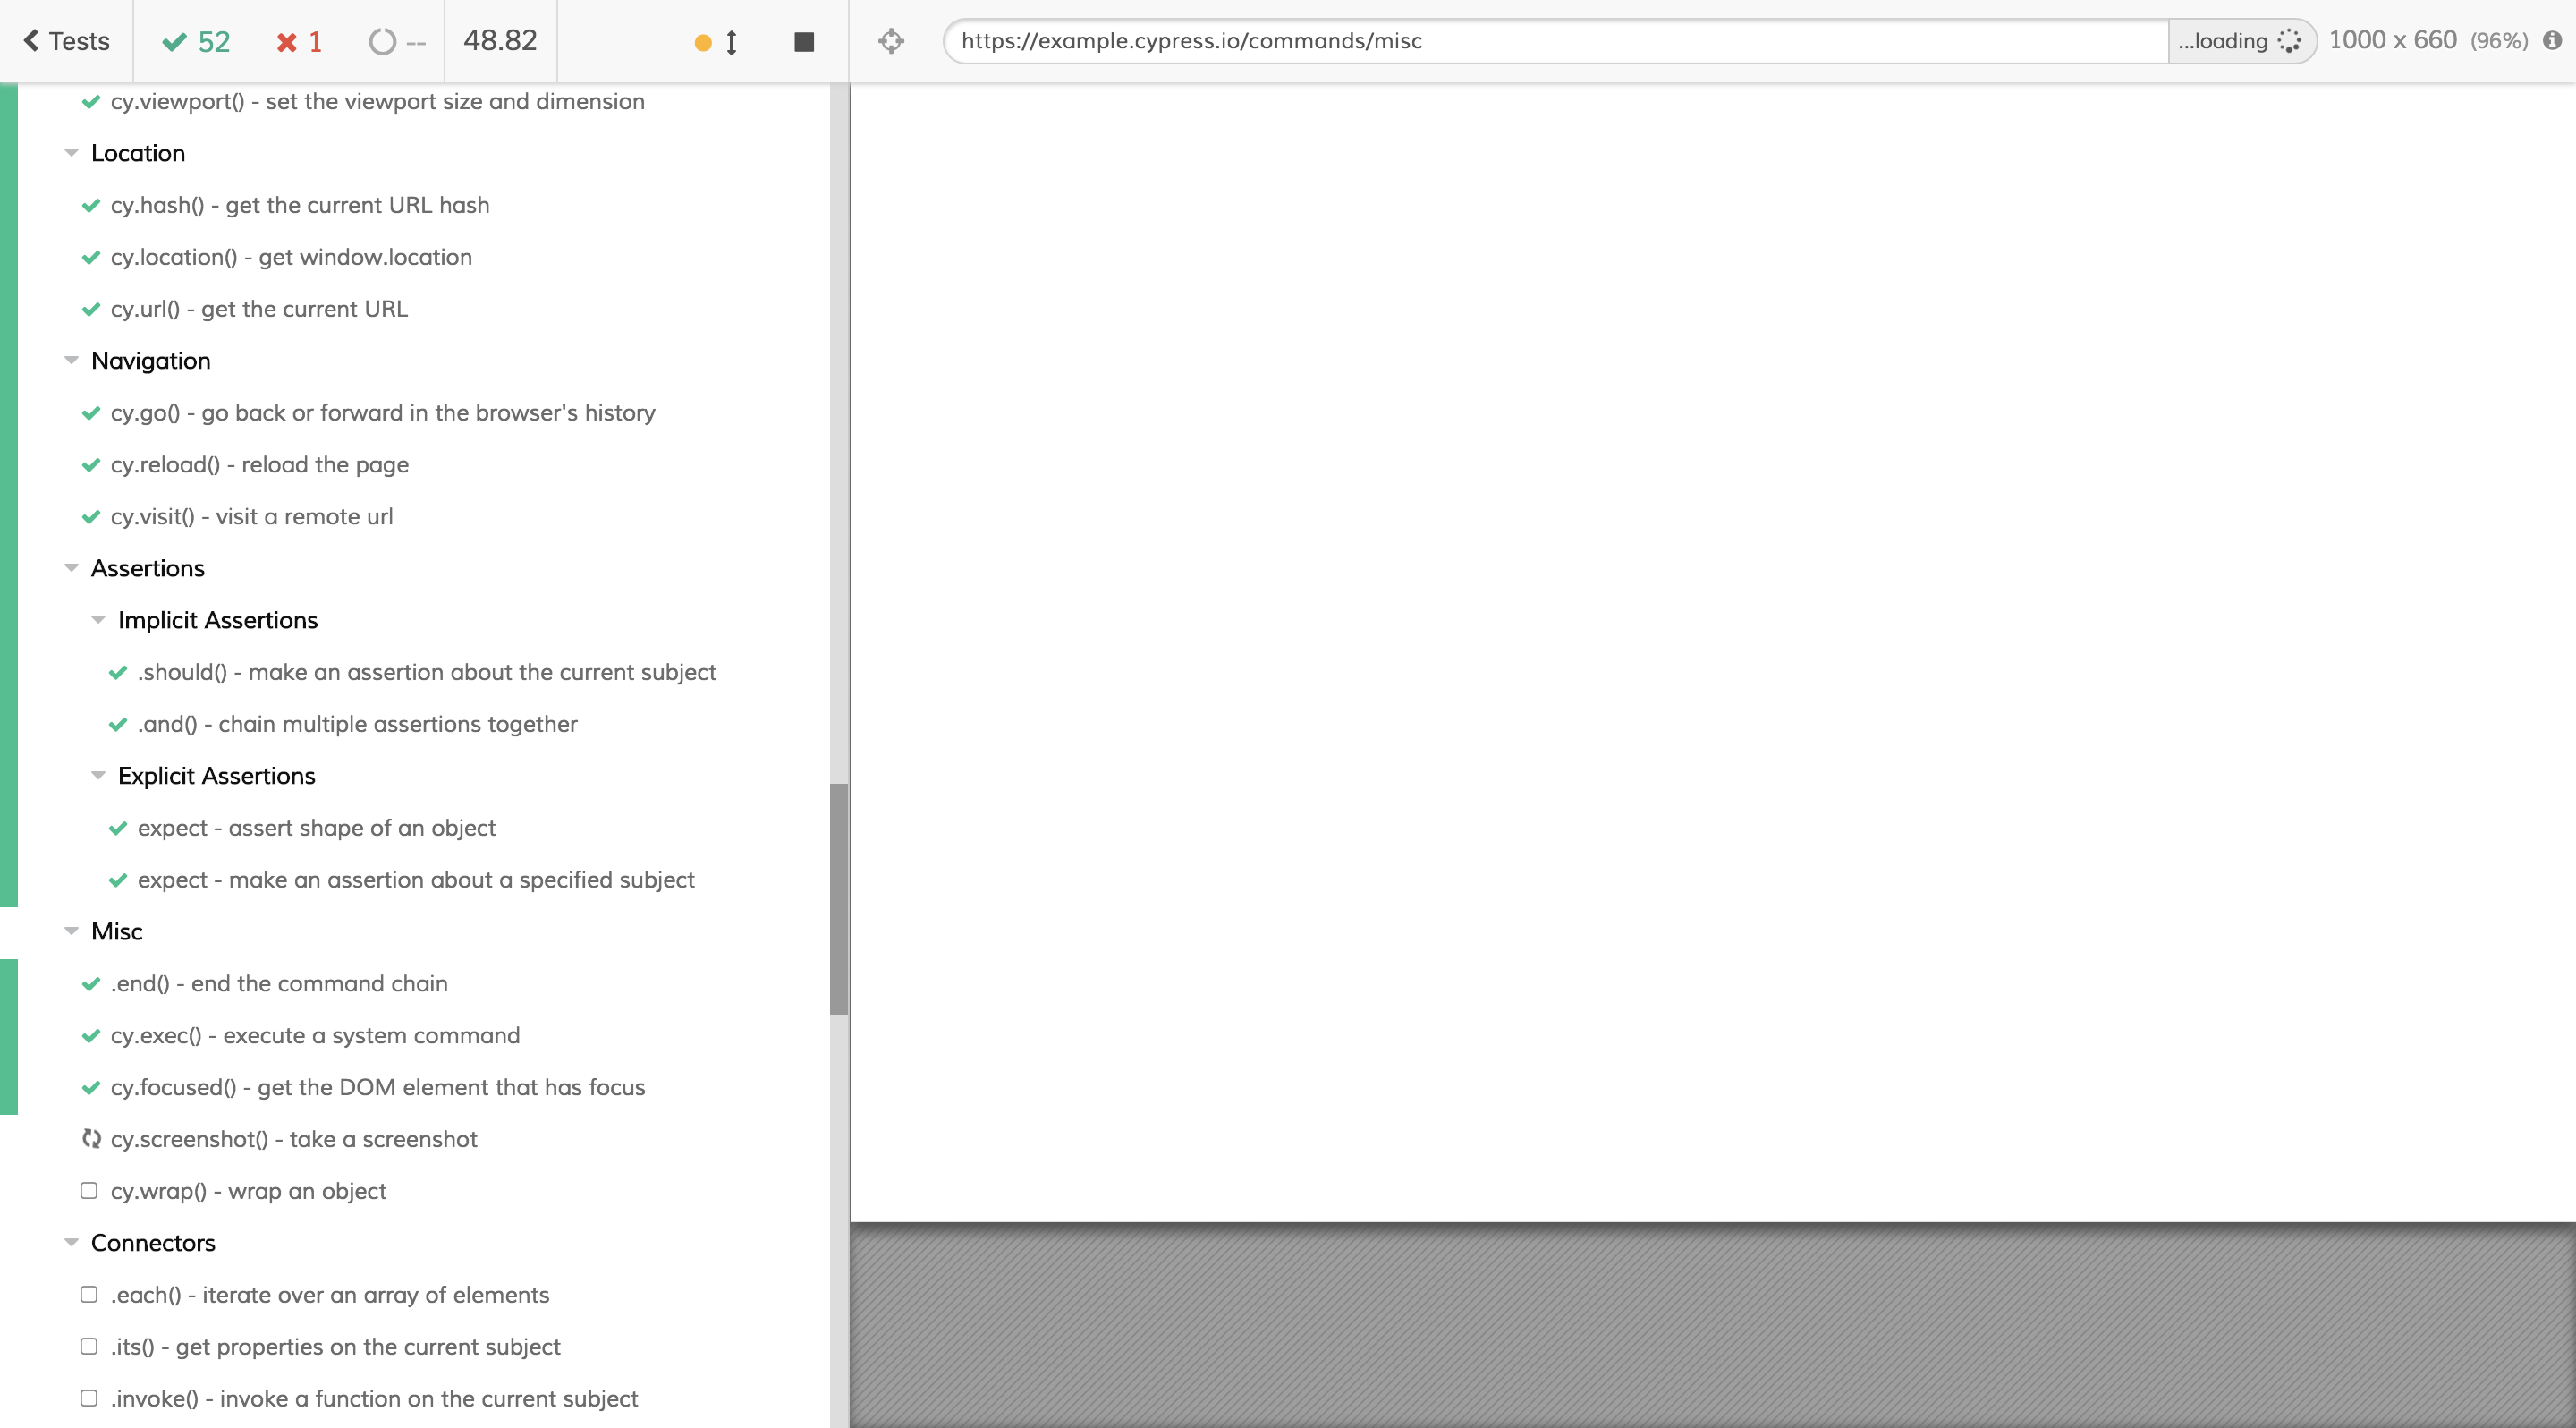 Tests 52 1 -- 48.82
https://example.cypress.io/commands/misc ...loading 1000 x 660 (96%)
cy.viewport() - set the viewport size and dimension
Location
cy.hash() - get the current URL hash
cy.location() - get window.location
cy.url() - get the current URL
Navigation
cy.go() - go back or forward in the browser's history
cy.reload() - reload the page
cy.visit() - visit a remote url
Assertions
Implicit Assertions
.should() - make an assertion about the current subject
.and() - chain multiple assertions together
Explicit Assertions
expect - assert shape of an object
expect - make an assertion about a specified subject
Misc
.end() - end the command chain
cy.exec() - execute a system command
cy.focused() - get the DOM element that has focus
cy.screenshot() - take a screenshot
cy.wrap() - wrap an object
Connectors
.each() - iterate over an array of elements
.its() - get properties on the current subject
.invoke() - invoke a function on the current subject